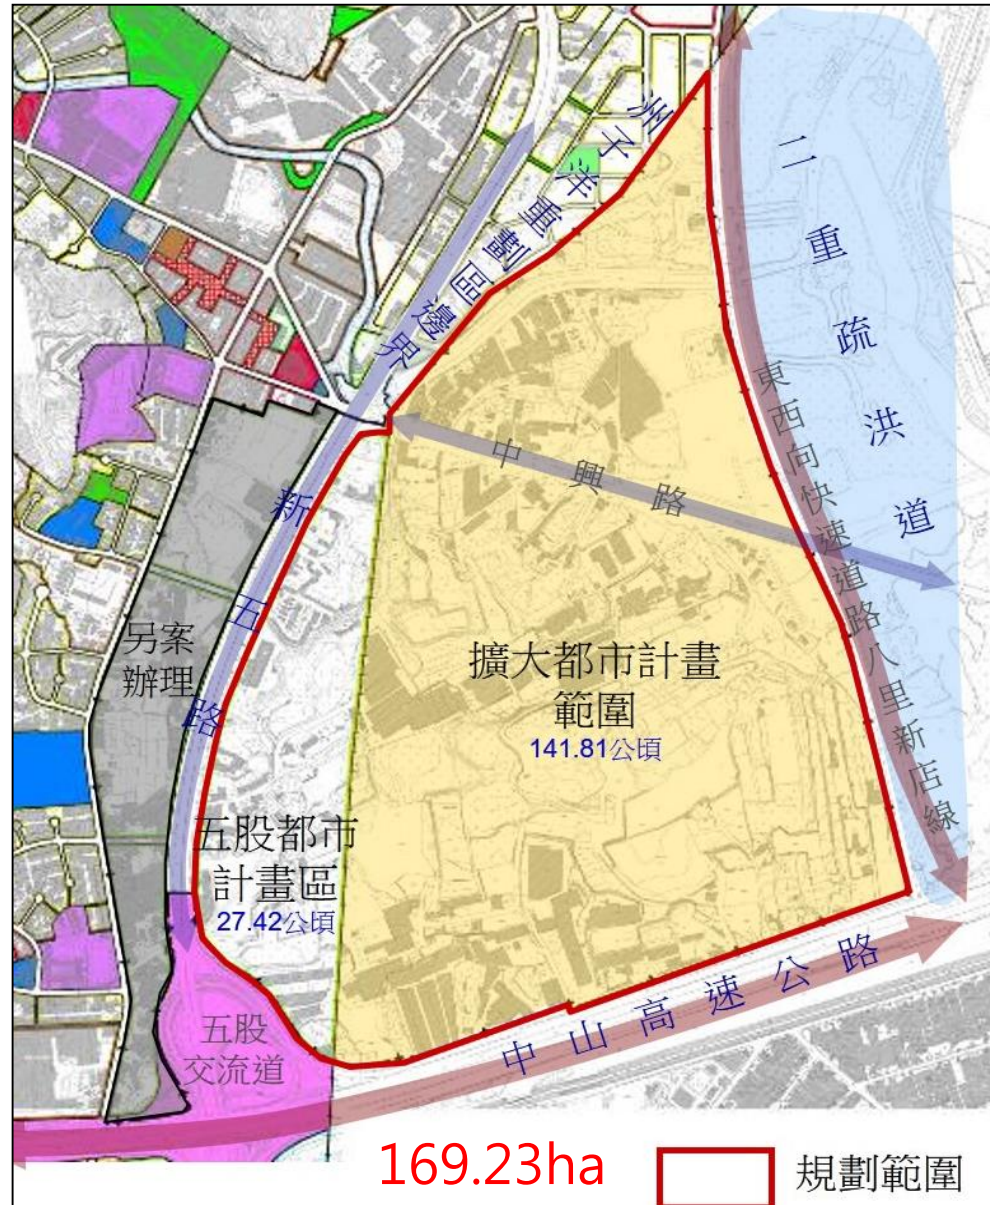 洲子洋重劃區邊界
二重疏洪道
東西向快速道路八里新店線
中興路
新五路
另案
辦理
擴大都市計畫
範圍
141.81公頃
五股都市
計畫區
27.42公頃
五股
交流道
中山高速公路
169.23ha
規劃範圍